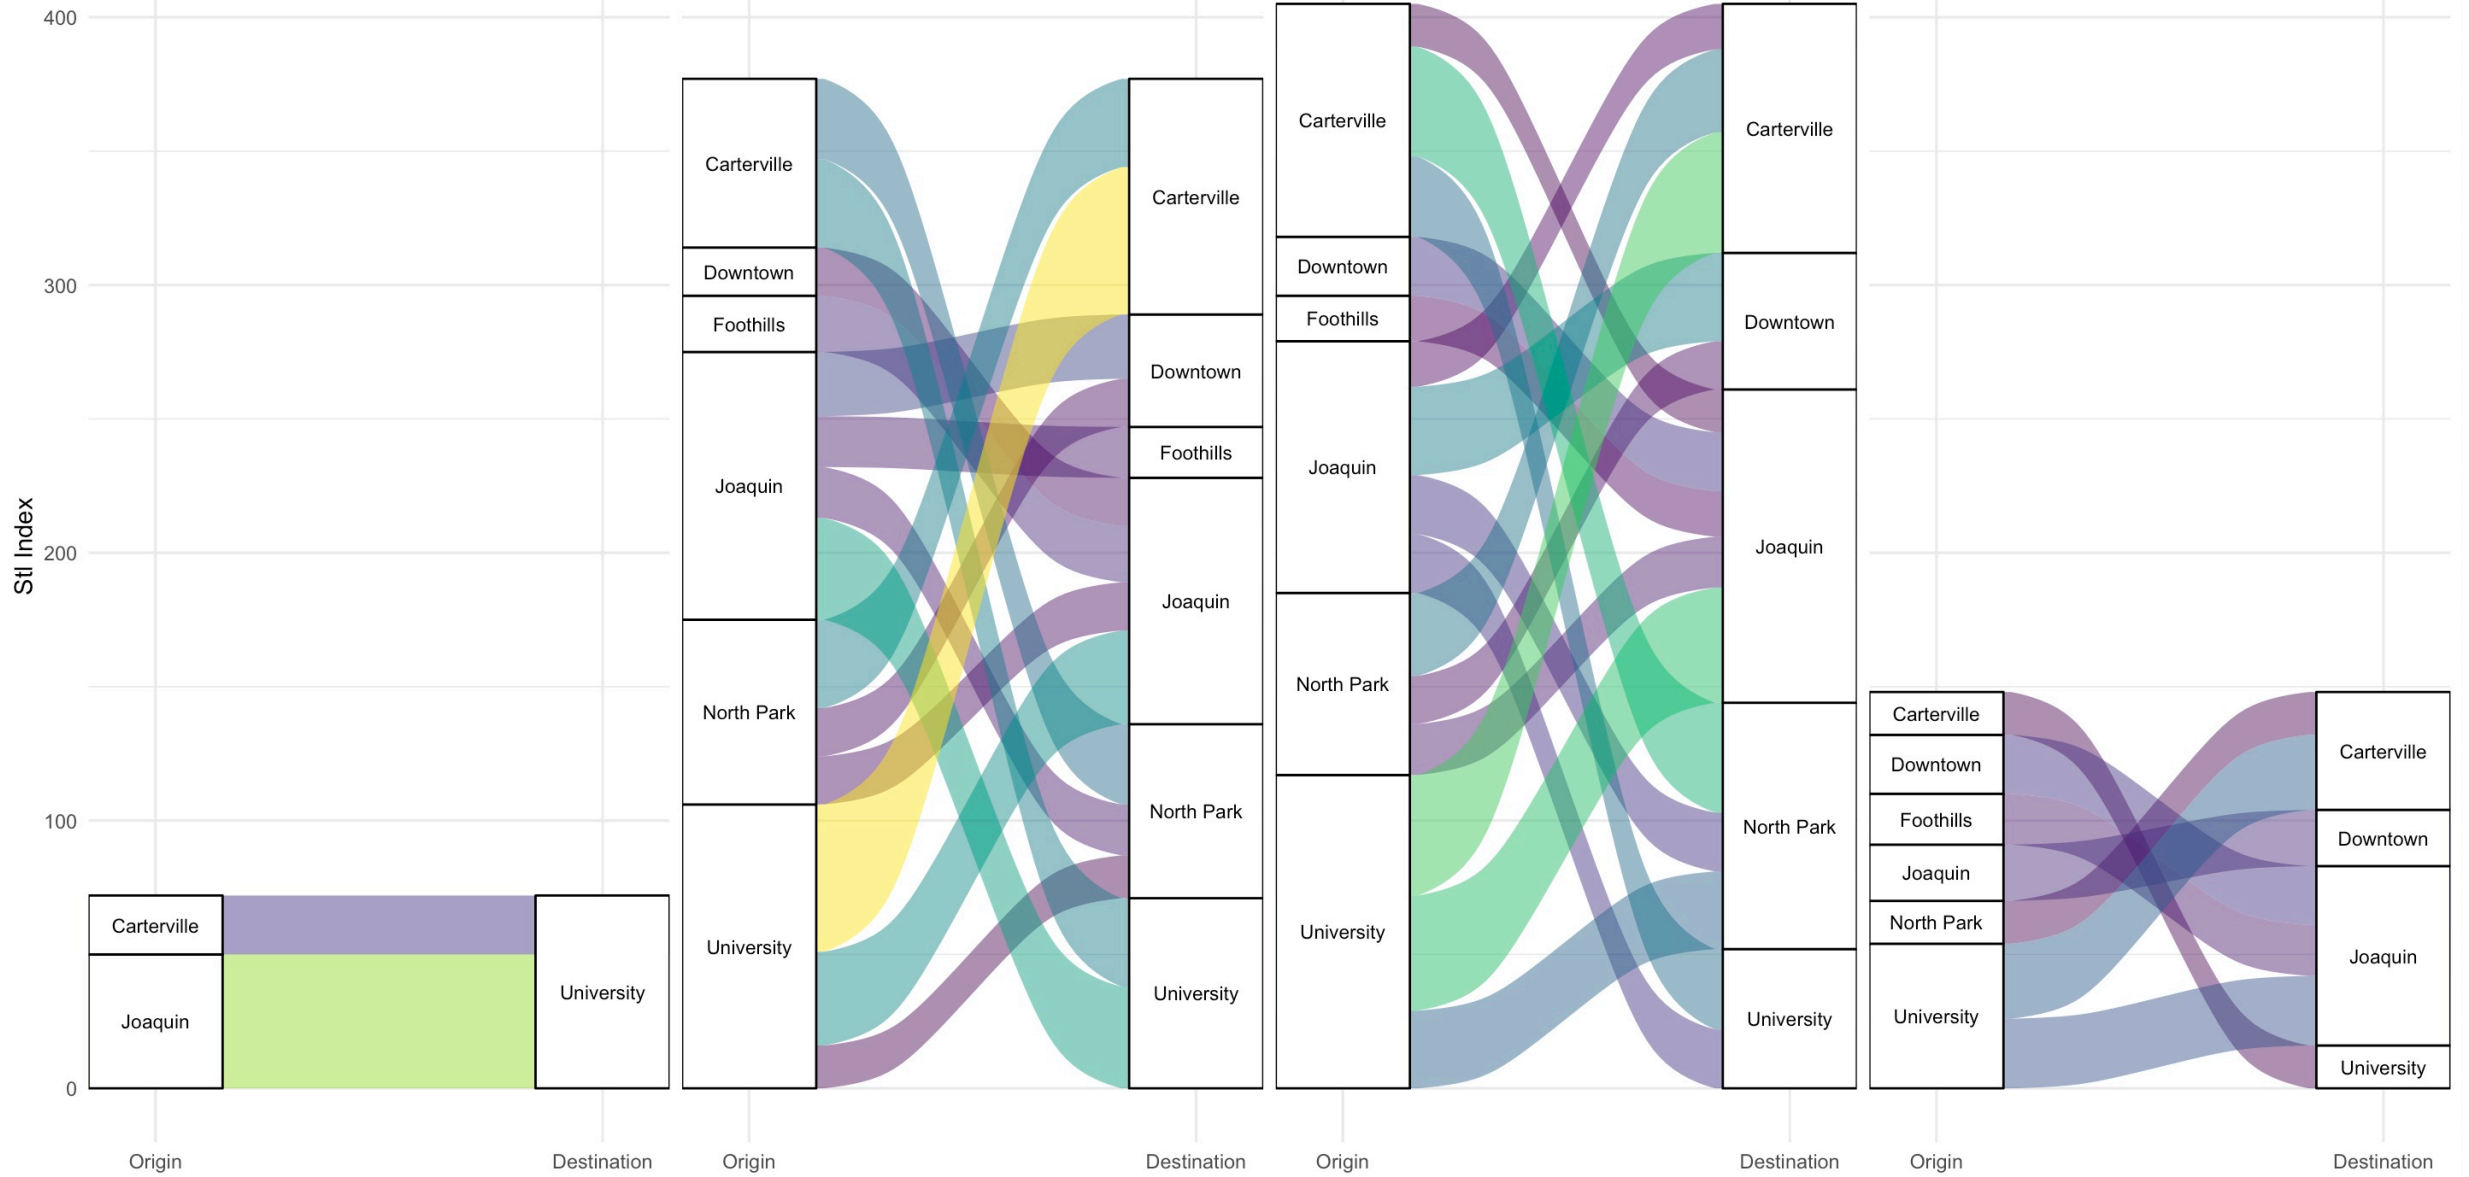 400
300
200
100
0
Stl Index
Carterville
Joaquin
University
Origin
Destination
Carterville
Downtown
Foothills
Joaquin
North Park
University
Carterville
Downtown
Foothills
Joaquin
North Park
University
Origin
Destination
Carterville
Downtown
Foothills
Joaquin
North Park
University
Carterville
Downtown
Joaquin
North Park
University
Origin
Destination
Carterville
Downtown
Foothills
Joaquin
North Park
University
Carterville
Downtown
Joaquin
University
Origin
Destination